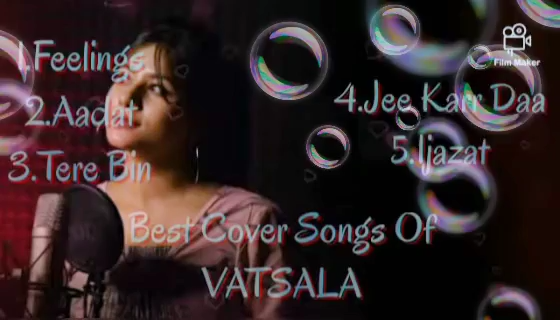 1.Feelings
2.Aadat
3.Tere Bin
4.Jee Karr Daa
5.Ijazat
Best Cover Songs Of
VATSALA
Film Maker